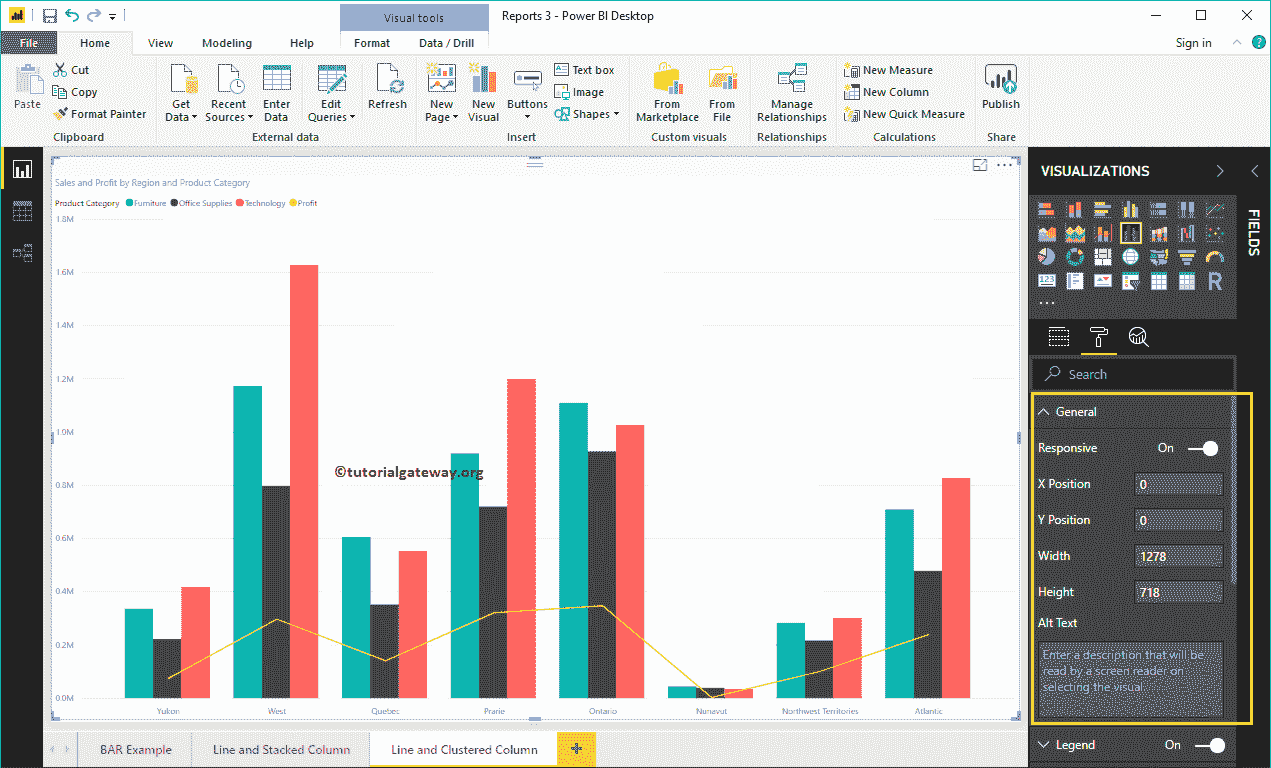 Visual tools
Reports 3 - Power BI Desktop
File Home View Modeling Help Format Data / Drill Sign in
Paste
Cut
Copy
Format Painter
Clipboard
Get Data
Recent Sources
Enter Data
Edit Queries
External data
Refresh
New Page
New Visual
Buttons
Text box
Image
Shapes
Insert
From Marketplace
From File
Custom visuals
Manage Relationships
Relationships
New Measure
New Column
New Quick Measure
Calculations
Publish
Share
Sales and Profit by Region and Product Category
Product Category Furniture Office Supplies Technology Profit
1.8M
1.6M
1.4M
1.2M
1.0M
0.8M
0.6M
0.4M
0.2M
0.0M
©tutorialgateway.org
Yukon West Quebec Prarie Ontario Nunavut Northwest Territories Atlantic
BAR Example Line and Stacked Column Line and Clustered Column
VISUALIZATIONS
123
R
Search
General
Responsive On
X Position 0
Y Position 0
Width 1278
Height 718
Alt Text
Enter a description that will be
read by a screen reader on
selecting the visual.
Legend On
FIELDS